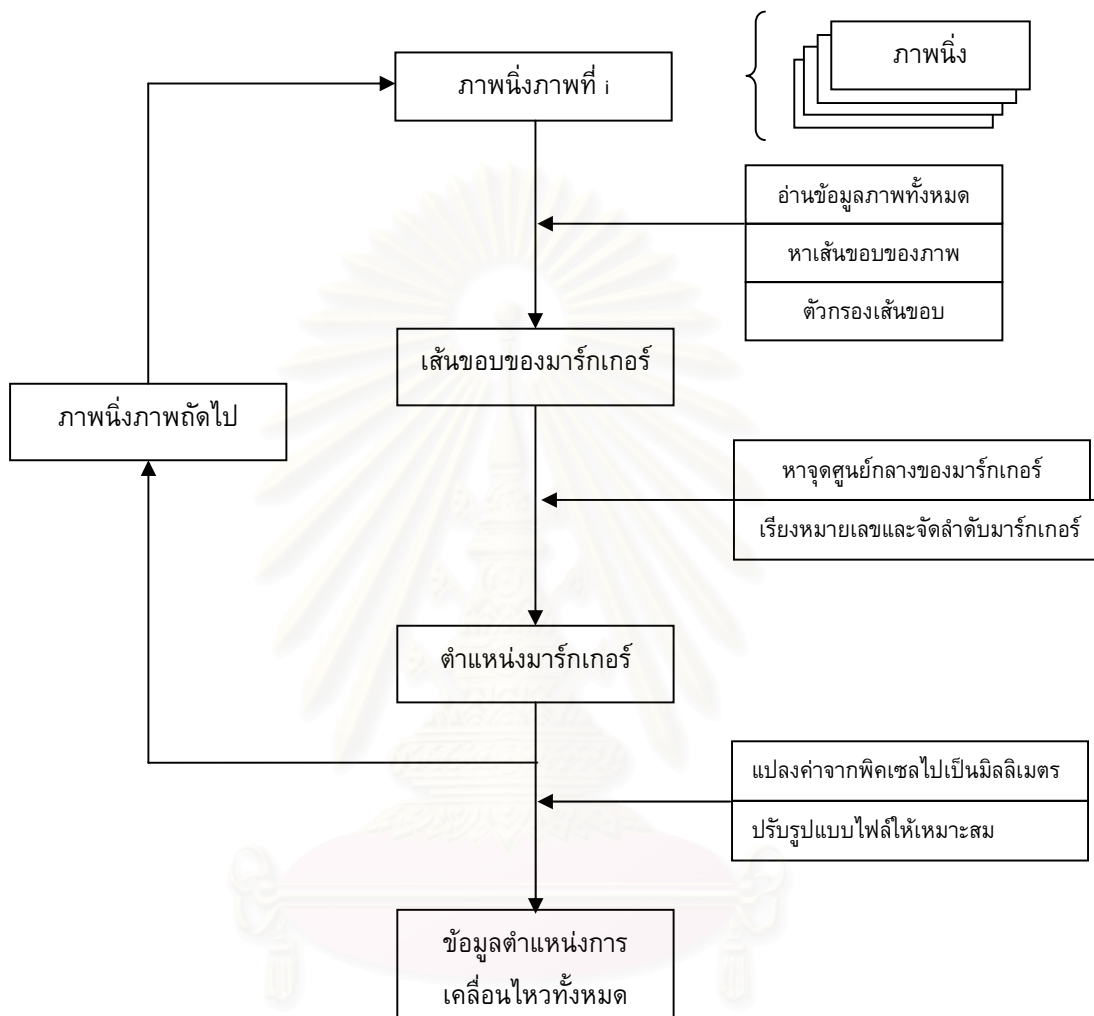 ภาพนิ่ง
ภาพนิ่งภาพที่ i
อ่านข้อมูลภาพทั้งหมด
หาเส้นขอบของภาพ
ตัวกรองเส้นขอบ
เส้นขอบของมาร์กเกอร์
ภาพนิ่งภาพถัดไป
หาจุดศูนย์กลางของมาร์กเกอร์
เรียงหมายเลขและจัดลำดับมาร์กเกอร์
ตำแหน่งมาร์กเกอร์
แปลงค่าจากพิคเซลไปเป็นมิลลิเมตร
ปรับรูปแบบไฟล์ให้เหมาะสม
ข้อมูลตำแหน่งการ
เคลื่อนไหวทั้งหมด